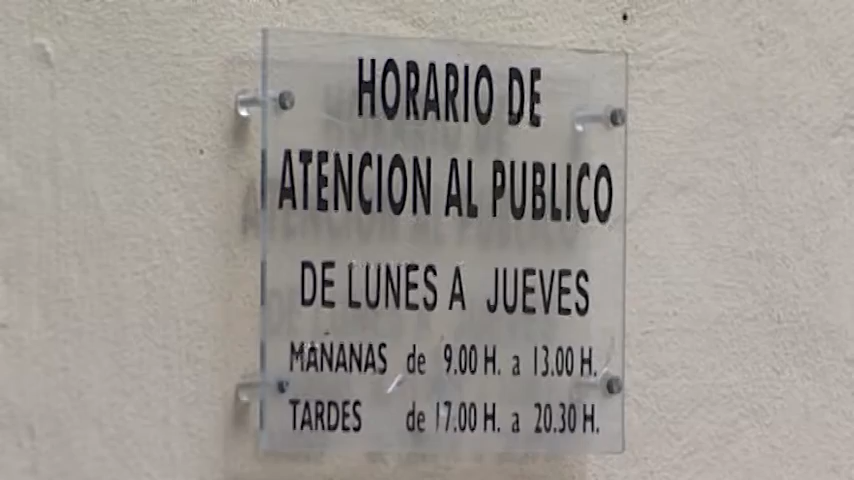 HORARIO DE
ATENCION AL PUBLICO
DE LUNES A JUEVES
MAÑANAS de 9.00 H. a 13.00 H.
TARDES de 17.00 H. a 20.30 H.